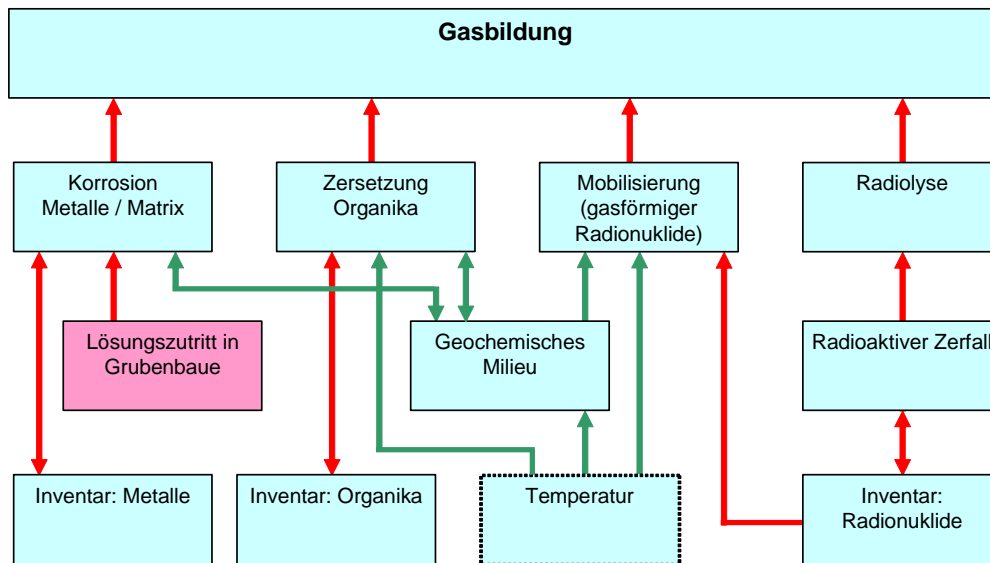 Gasbildung
Korrosion
Metalle / Matrix
Zersetzung
Organika
Mobilisierung
(gasförmiger
Radionuklide)
Radiolyse
Lösungszutritt in
Grubenbaue
Geochemisches
Milieu
Radioaktiver Zerfall
Inventar: Metalle
Inventar: Organika
Temperatur
Inventar:
Radionuklide